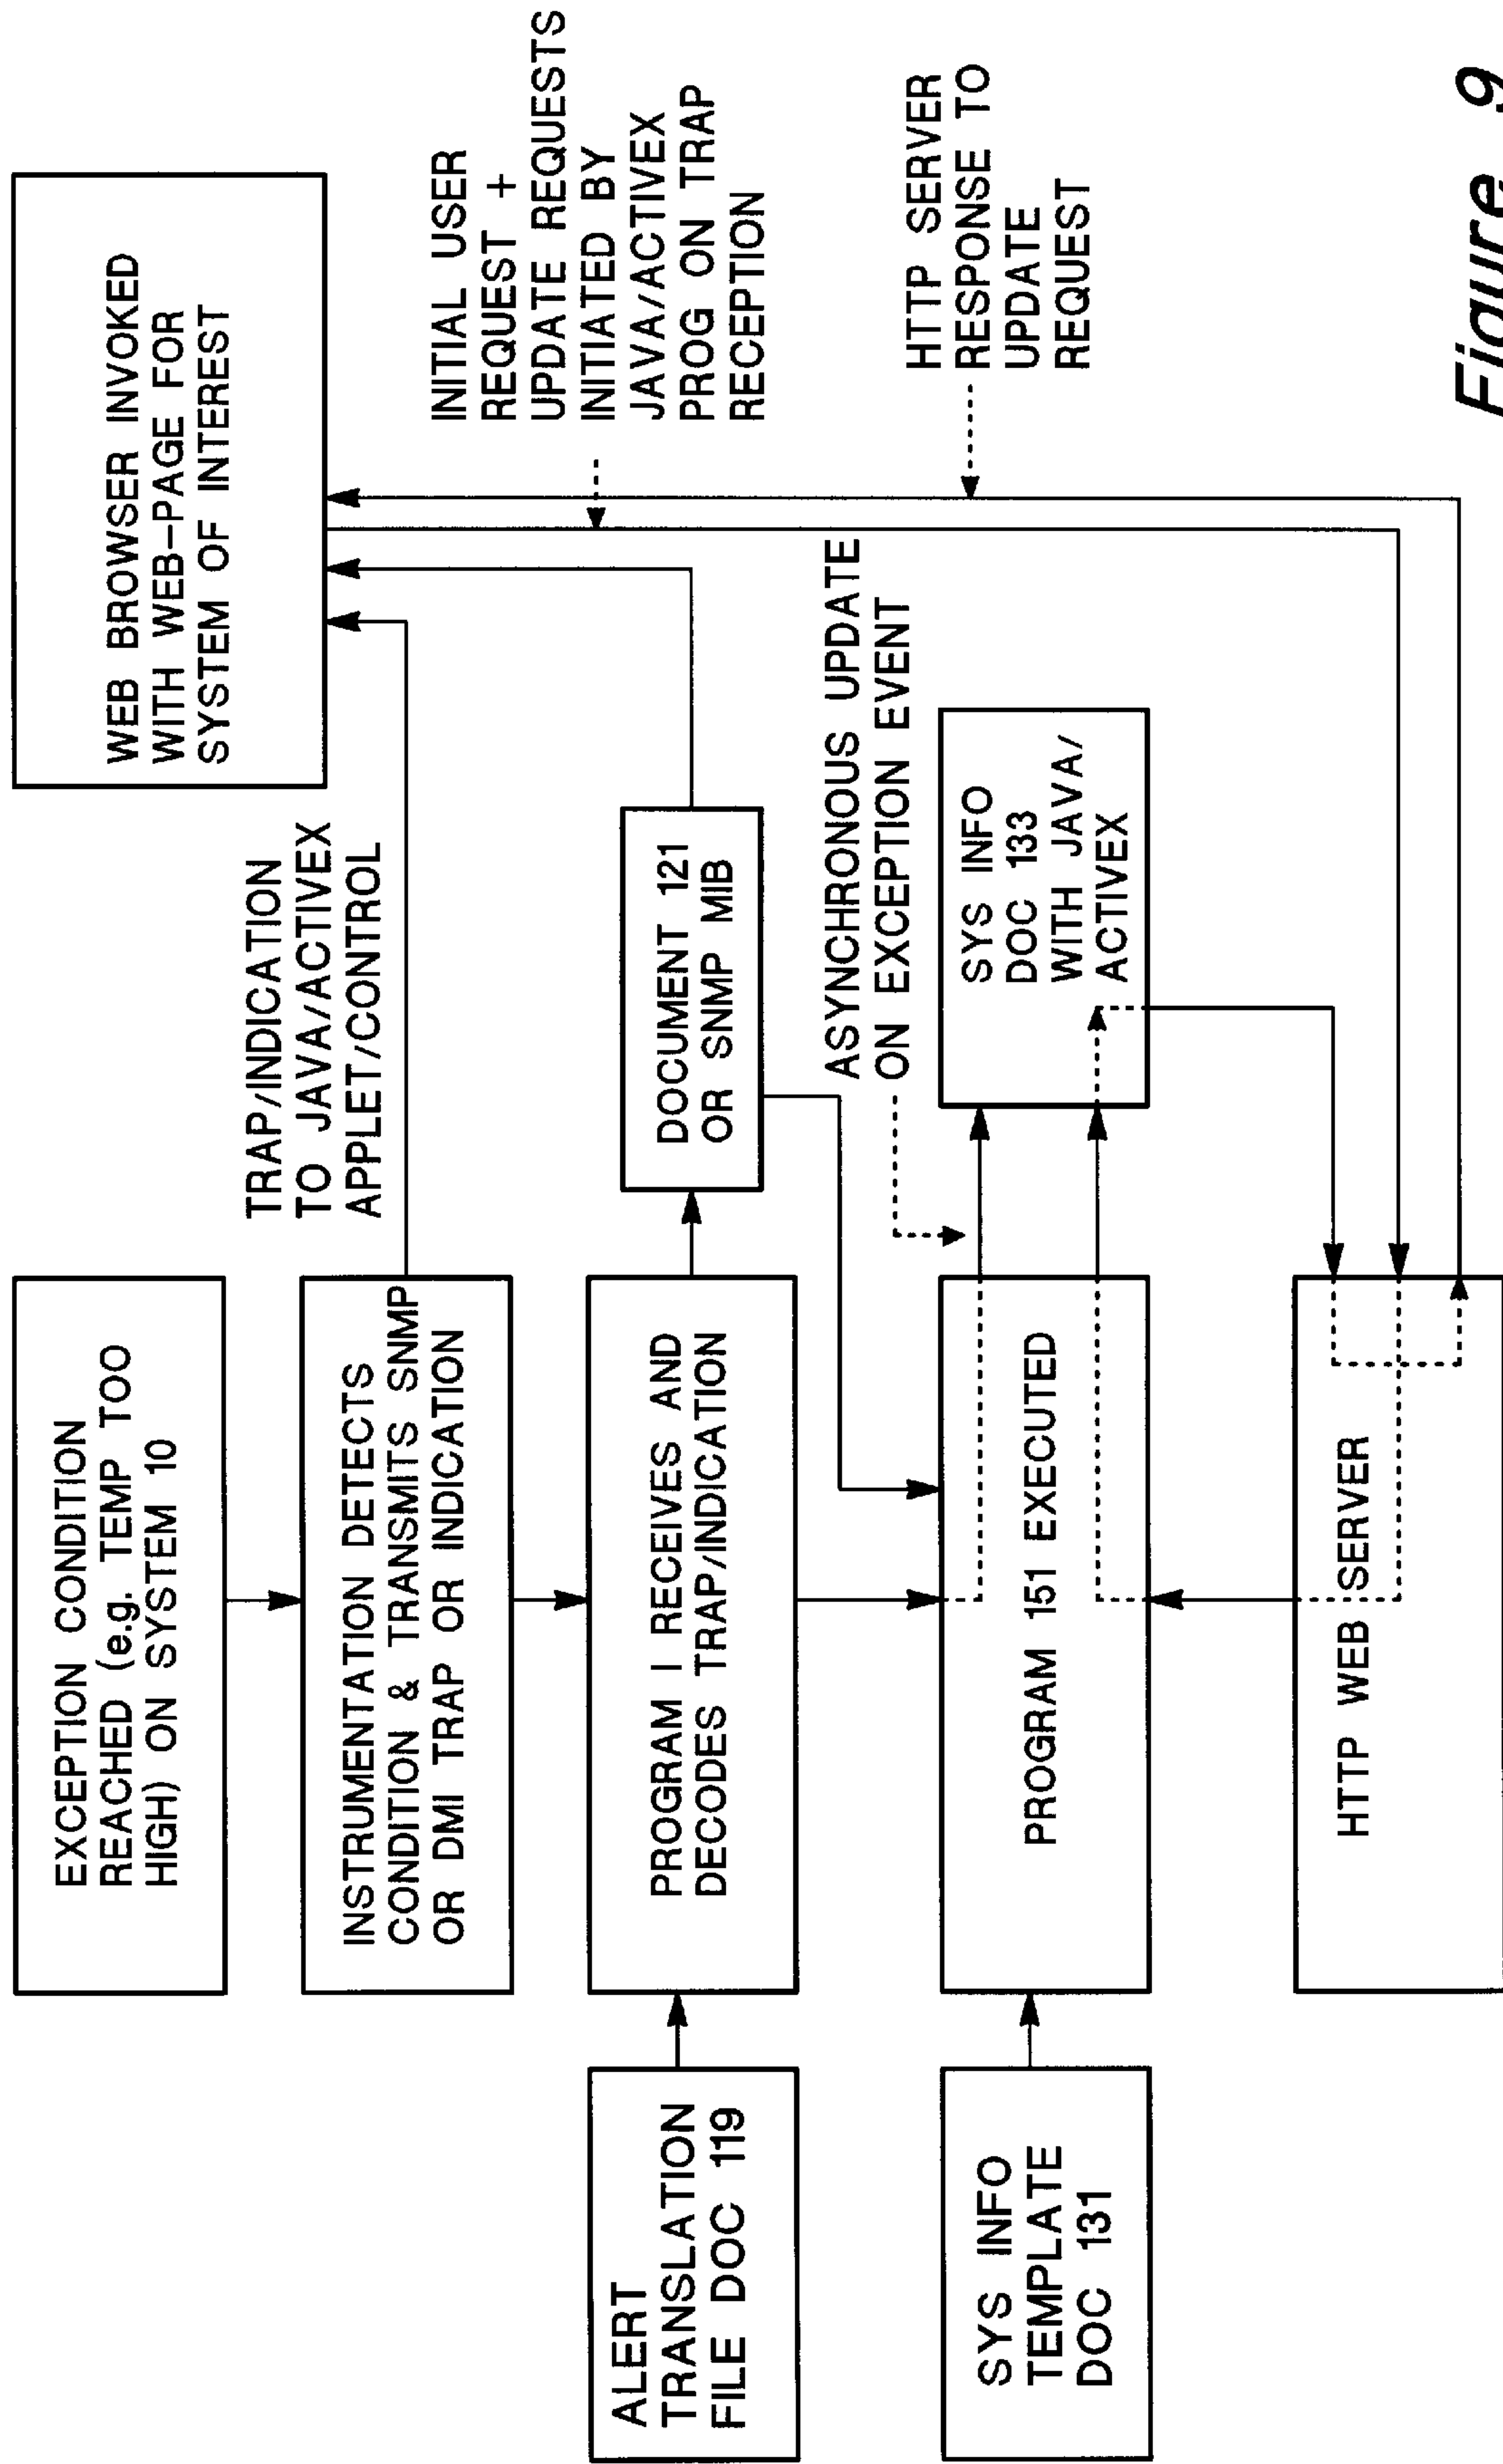 EXCEPTION CONDITION
REACHED (e.g. TEMP TOO
HIGH) ON SYSTEM 10
INSTRUMENTATION DETECTS
CONDITION & TRANSMITS SNMP
OR DMI TRAP OR INDICATION
TRAP/INDICATION
TO JAVA/ACTIVEX
APPLET/CONTROL
WEB BROWSER INVOKED
WITH WEB-PAGE FOR
SYSTEM OF INTEREST
ALERT
TRANSLATION
FILE DOC 119
PROGRAM I RECEIVES AND
DECODES TRAP/INDICATION
DOCUMENT 121
OR SNMP MIB
INITIAL USER
REQUEST +
UPDATE REQUESTS
INITIATED BY
JAVA/ACTIVEX
PROG ON TRAP
RECEPTION
ASYNCHRONOUS UPDATE
ON EXCEPTION EVENT
SYS INFO
TEMPLATE
DOC 131
PROGRAM 151 EXECUTED
SYS INFO
DOC 133
WITH JAVA/
ACTIVEX
HTTP SERVER
RESPONSE TO
UPDATE
REQUEST
HTTP WEB SERVER
Figure 9